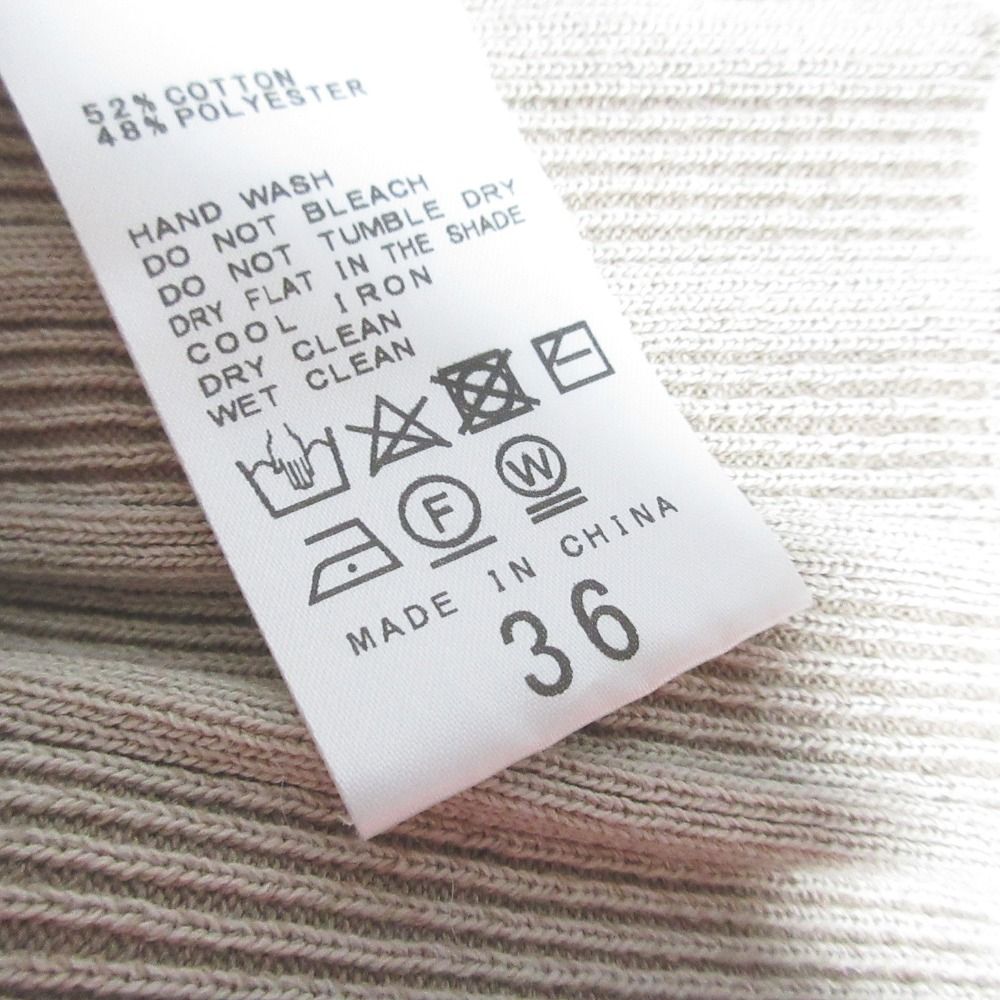 52% COTTON
48% POLYESTER
HAND WASH
DO NOT BLEACH
DO NOT TUMBLE DRY
DRY FLAT IN THE SHADE
COOL IRON
DRY CLEAN
WET CLEAN
F
W
MADE IN CHINA
36